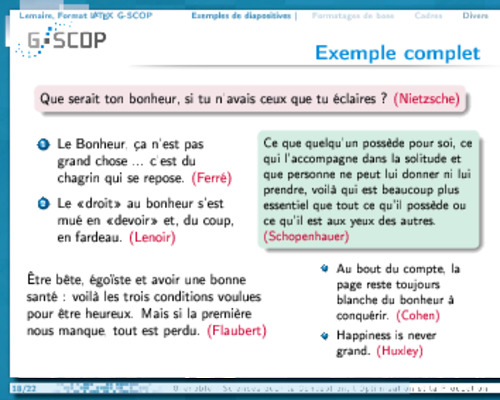 Lemaire, Format LATEX G-SCOP Exemples de diapositives | Formatages de base Cadres Divers
G-SCOP
Exemple complet
Que serait ton bonheur, si tu n'avais ceux que tu éclaires ? (Nietzsche)
1 Le Bonheur, ça n'est pas
grand chose ... c'est du
chagrin qui se repose. (Ferré)
2 Le «droit» au bonheur s'est
mué en «devoir» et, du coup,
en fardeau. (Lenoir)
Ce que quelqu'un possède pour soi, ce
qui l'accompagne dans la solitude et
que personne ne peut lui donner ni lui
prendre, voilà qui est beaucoup plus
essentiel que tout ce qu'il possède ou
ce qu'il est aux yeux des autres.
(Schopenhauer)
Être bête, égoïste et avoir une bonne
santé : voilà les trois conditions voulues
pour être heureux. Mais si la première
nous manque, tout est perdu. (Flaubert)
Au bout du compte, la
page reste toujours
blanche du bonheur à
conquérir. (Cohen)
Happiness is never
grand. (Huxley)
18/22